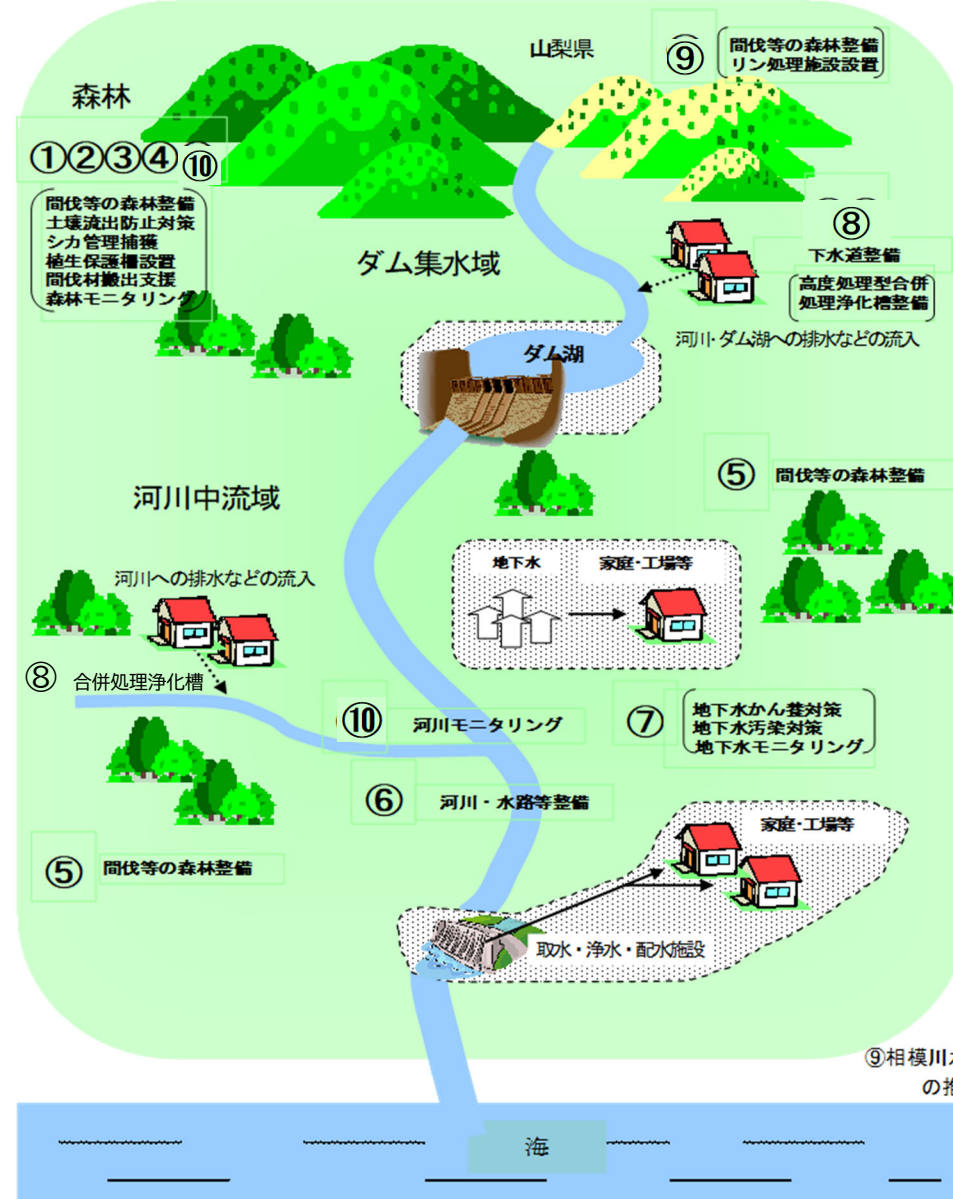 山梨県
⑨
間伐等の森林整備
リン処理施設設置
森林
①②③④⑩
間伐等の森林整備
土壌流出防止対策
シカ管理捕獲
植生保護柵設置
間伐材搬出支援
森林モニタリング
⑧
下水道整備
高度処理型合併
処理浄化槽整備
ダム集水域
河川・ダム湖への排水などの流入
ダム湖
⑤
間伐等の森林整備
河川中流域
地下水
家庭・工場等
河川への排水などの流入
⑧
合併処理浄化槽
⑩
河川モニタリング
⑦
地下水かん養対策
地下水汚染対策
地下水モニタリング
⑥
河川・水路等整備
家庭・工場等
⑤
間伐等の森林整備
取水・浄水・配水施設
⑨相模川
の推
海